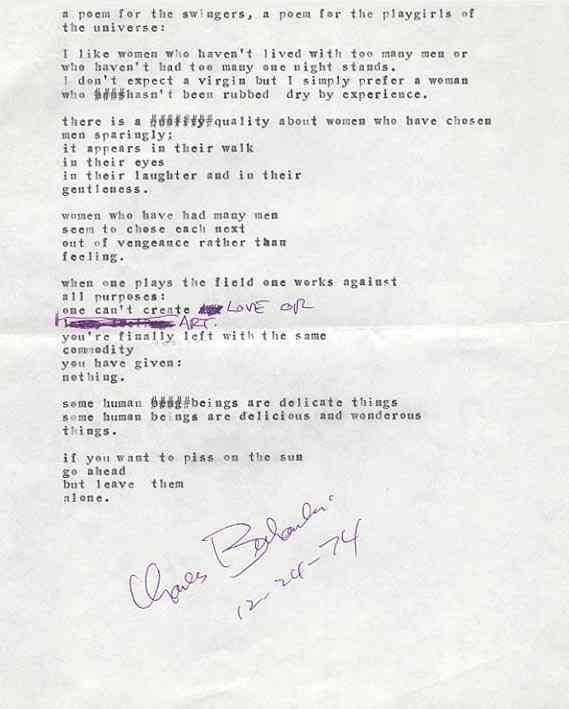 a poem for the swingers, a poem for the playgirls of
the universe:
I like women who haven't lived with too many men or
who haven't had too many one night stands.
I don't expect a virgin but I simply prefer a woman
who hasn't been rubbed dry by experience.
there is a quality about women who have chosen
men sparingly;
it appears in their walk
in their eyes
in their laughter and in their
gentleness.
women who have had many men
seem to chose each next
out of vengeance rather than
feeling.
when one plays the field one works against
all purposes:
one can't create LOVE OR
ART.
you're finally left with the same
commodity
you have given:
nothing.
some human beings are delicate things
some human beings are delicious and wonderous
things.
if you want to piss on the sun
go ahead
but leave them
alone.
Charles Bukowski
12-24-74